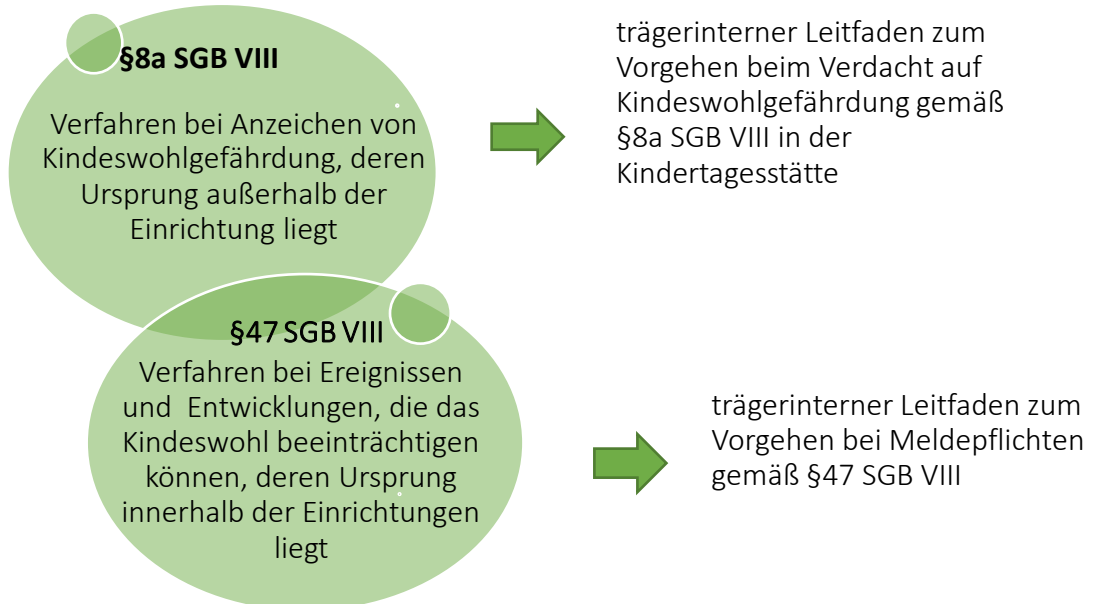 §8a SGB VIII
Verfahren bei Anzeichen von
Kindeswohlgefährdung, deren
Ursprung außerhalb der
Einrichtung liegt
trägerinterner Leitfaden zum
Vorgehen beim Verdacht auf
Kindeswohlgefährdung gemäß
§8a SGB VIII in der
Kindertagesstätte
§47 SGB VIII
Verfahren bei Ereignissen
und Entwicklungen, die das
Kindeswohl beeinträchtigen
können, deren Ursprung
innerhalb der Einrichtungen
liegt
trägerinterner Leitfaden zum
Vorgehen bei Meldepflichten
gemäß §47 SGB VIII